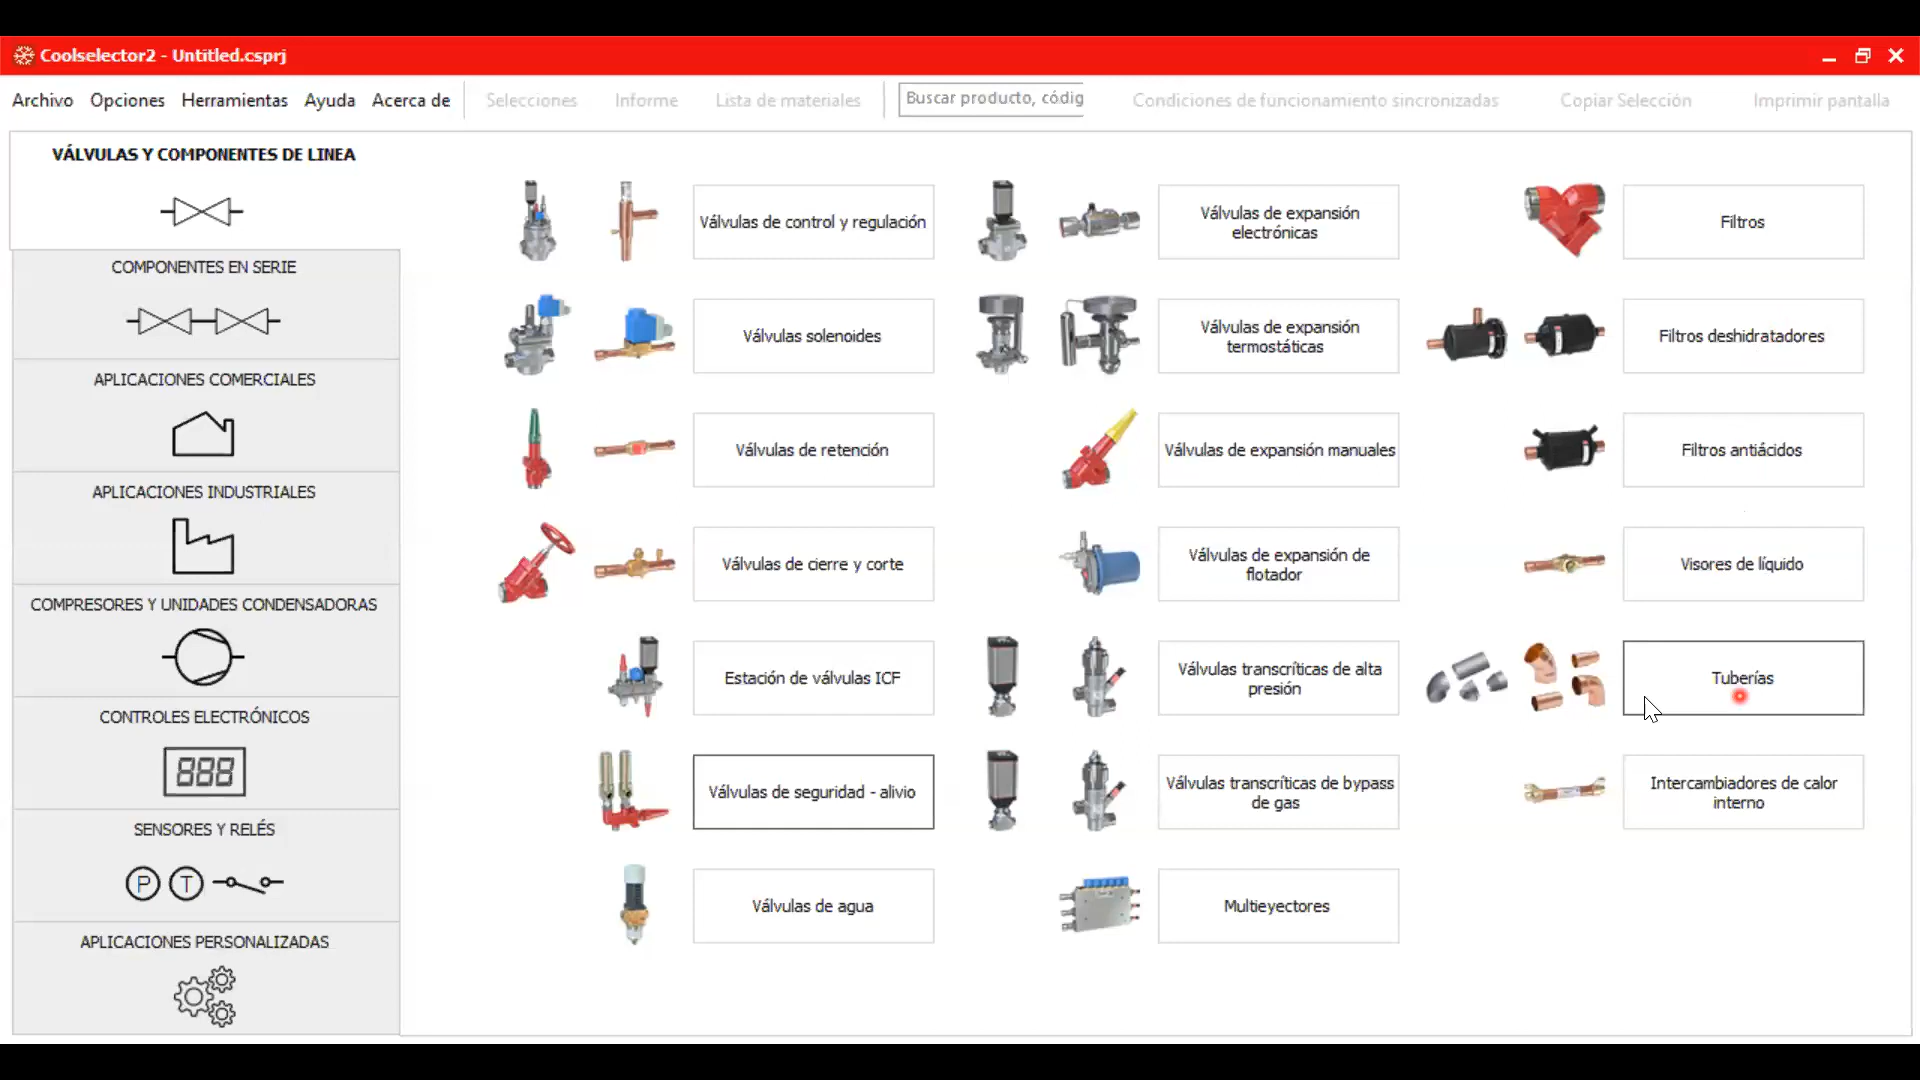 Coolselector2 - Untitled.csprj
Archivo Opciones Herramientas Ayuda Acerca de Selecciones Informe Lista de materiales Buscar producto, códig Condiciones de funcionamiento sincronizadas Copiar Selección Imprimir pantalla
VÁLVULAS Y COMPONENTES DE LINEA
COMPONENTES EN SERIE
APLICACIONES COMERCIALES
APLICACIONES INDUSTRIALES
COMPRESORES Y UNIDADES CONDENSADORAS
CONTROLES ELECTRÓNICOS
888
SENSORES Y RELÉS
P T
APLICACIONES PERSONALIZADAS
Válvulas de control y regulación
Válvulas solenoides
Válvulas de retención
Válvulas de cierre y corte
Estación de válvulas ICF
Válvulas de seguridad - alivio
Válvulas de agua
Válvulas de expansión
electrónicas
Válvulas de expansión
termostáticas
Válvulas de expansión manuales
Válvulas de expansión de
flotador
Válvulas transcríticas de alta
presión
Válvulas transcríticas de bypass
de gas
Multieyectores
Filtros
Filtros deshidratadores
Filtros antiácidos
Visores de líquido
Tuberías
Intercambiadores de calor
interno